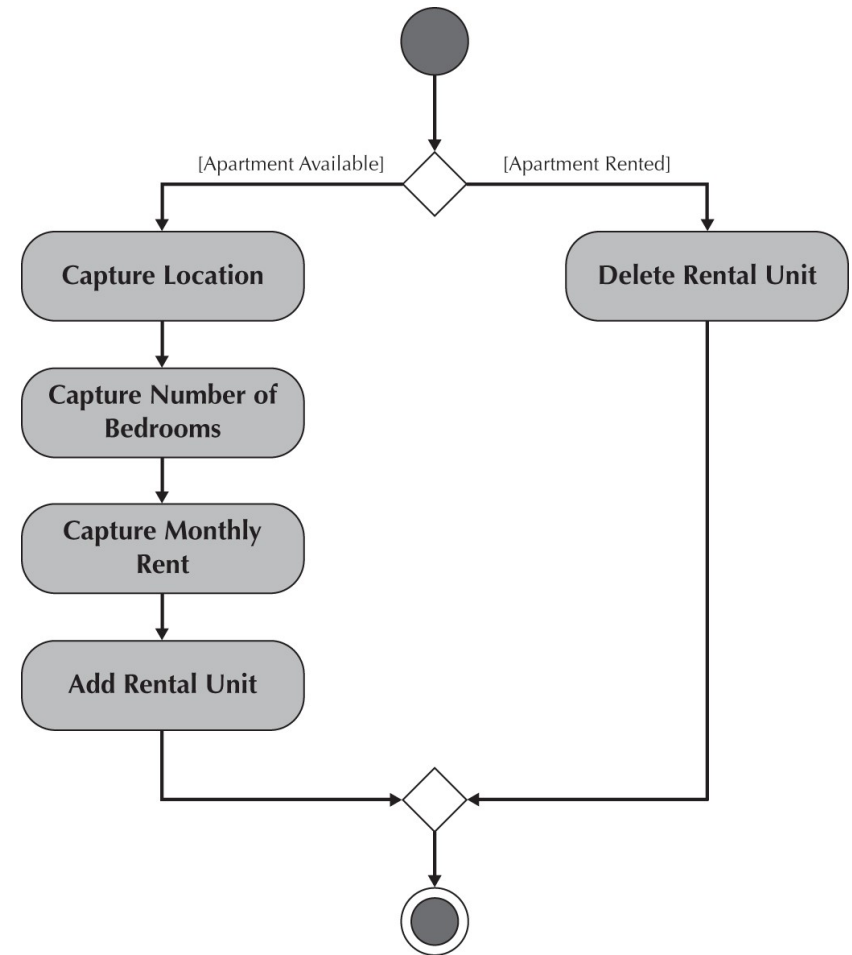 [Apartment Available]
[Apartment Rented]
Capture Location
Delete Rental Unit
Capture Number of
Bedrooms
Capture Monthly
Rent
Add Rental Unit